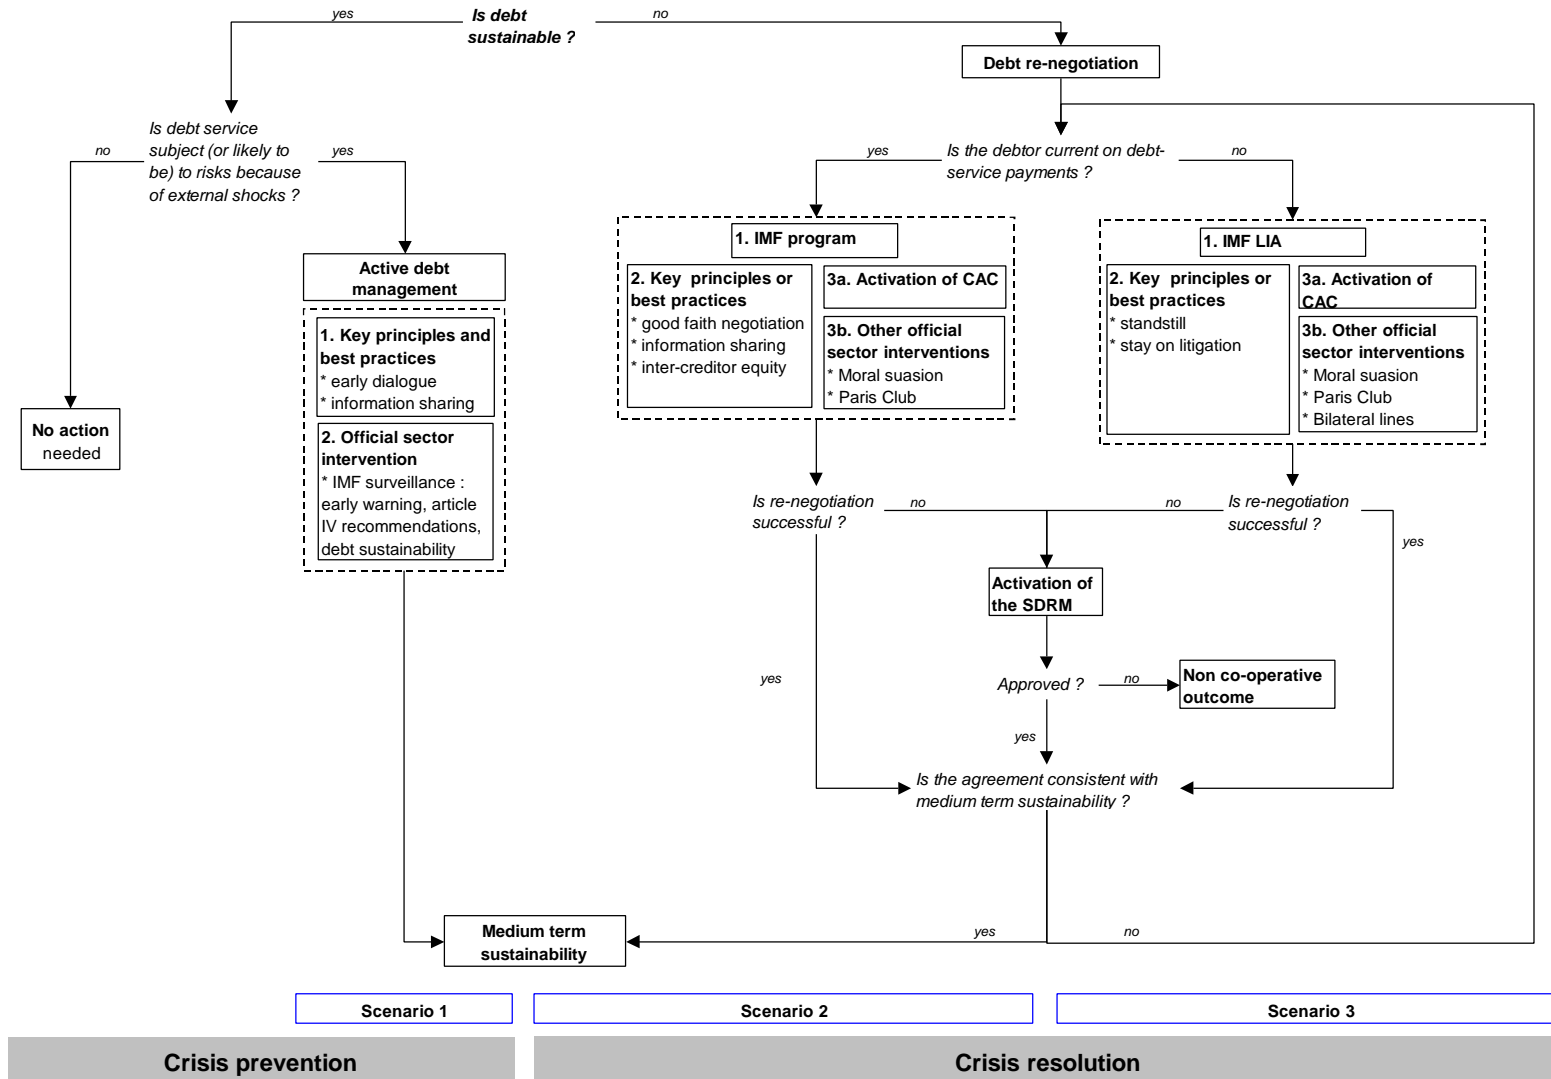 yes
Is debt
sustainable ?
no
Debt re-negotiation
Is debt service
subject (or likely to
be) to risks because
of external shocks ?
no
yes
Is the debtor current on debt-
service payments ?
yes
no
Active debt
management
1. Key principles and
best practices
* early dialogue
* information sharing
2. Official sector
intervention
* IMF surveillance :
early warning, article
IV recommendations,
debt sustainability
No action
needed
1. IMF program
2. Key  principles or
best practices
* good faith negotiation
* information sharing
* inter-creditor equity
3a. Activation of CAC
3b. Other official
sector interventions
* Moral suasion
* Paris Club
1. IMF LIA
2. Key principles or
best practices
* standstill
* stay on litigation
3a. Activation of
CAC
3b. Other official
sector interventions
* Moral suasion
* Paris Club
* Bilateral lines
Is re-negotiation
successful ?
no
no
Is re-negotiation
successful ?
yes
Activation of
the SDRM
yes
Approved ?
no
Non co-operative
outcome
yes
Is the agreement consistent with
medium term sustainability ?
Medium term
sustainability
yes
no
Scenario 1
Scenario 2
Scenario 3
Crisis prevention
Crisis resolution